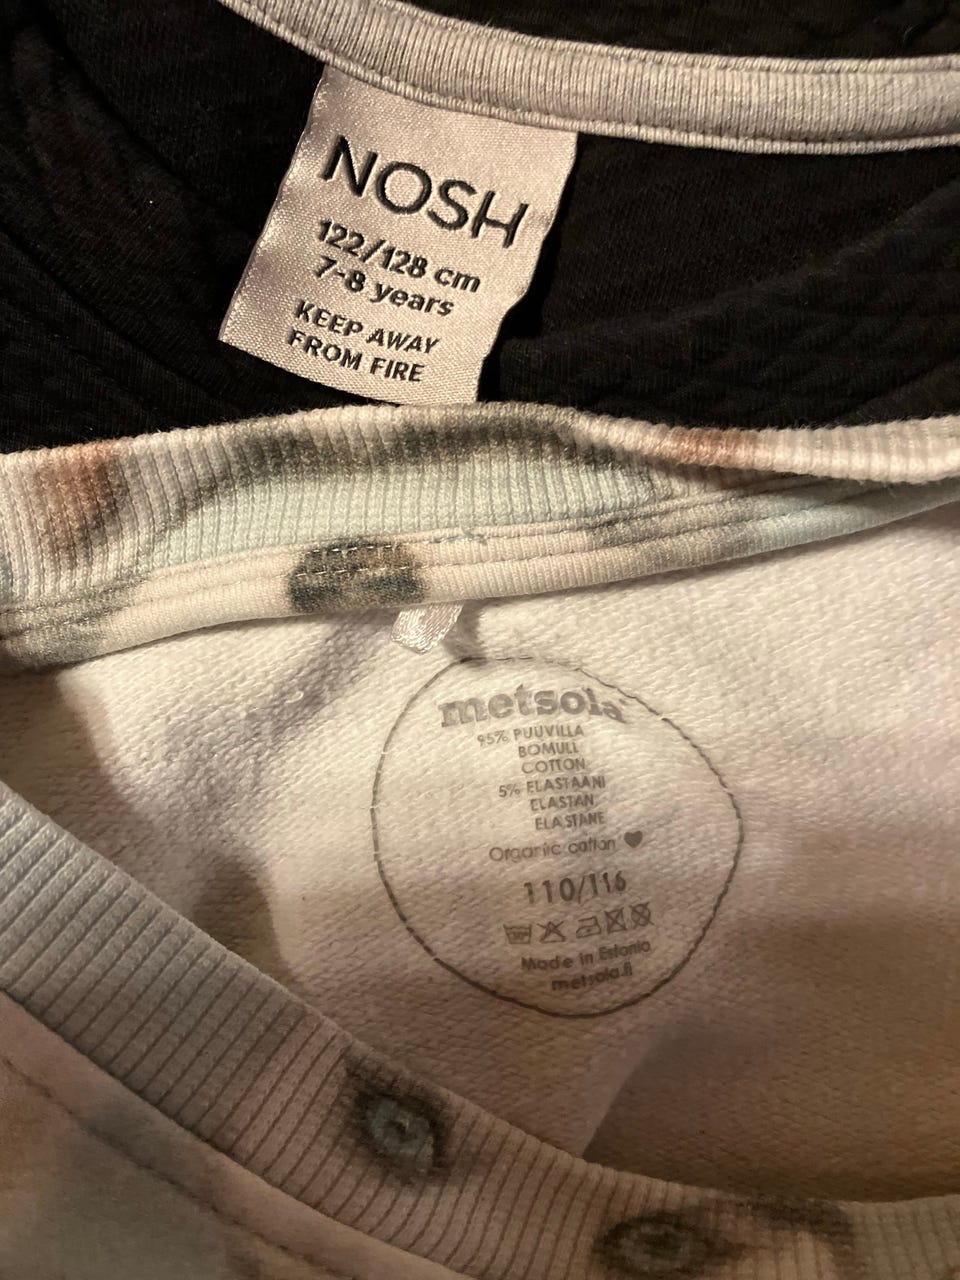 NOSH
122/128 cm
7-8 years
KEEP AWAY
FROM FIRE
metsola
95% PUUVILLA
BOMULL
COTTON
5% ELASTAANI
ELASTAN
ELASTANE
Organic cotton
110/116
Made in Estonia
metsola.fi